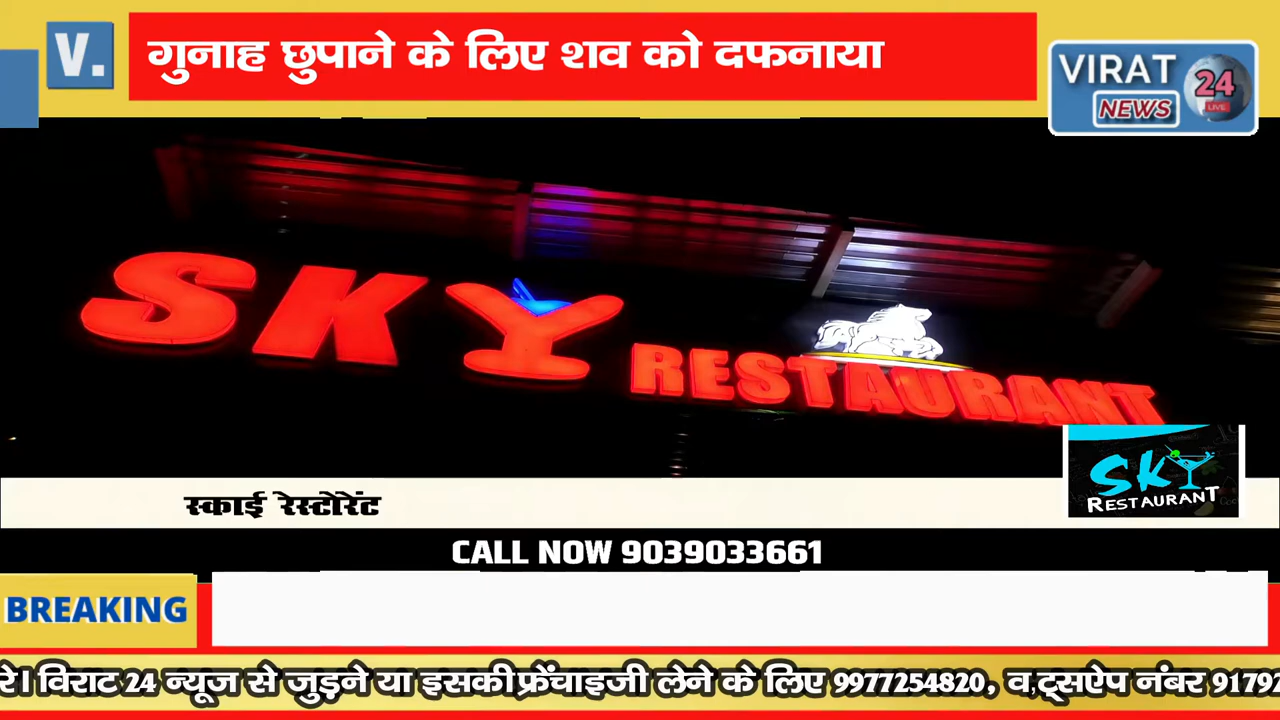 V.
गुनाह छुपाने के लिए शव को दफनाया
VIRAT
24
LIVE
NEWS
SKY RESTAURANT
SKY
RESTAURANT
स्काई रेस्टोरेंट
CALL NOW 9039033661
BREAKING
रे। विराट 24 न्यूज से जुड़ने या इसकी फ्रेंचाइजी लेने के लिए 9977254820, व,ट्सऐप नंबर 91792